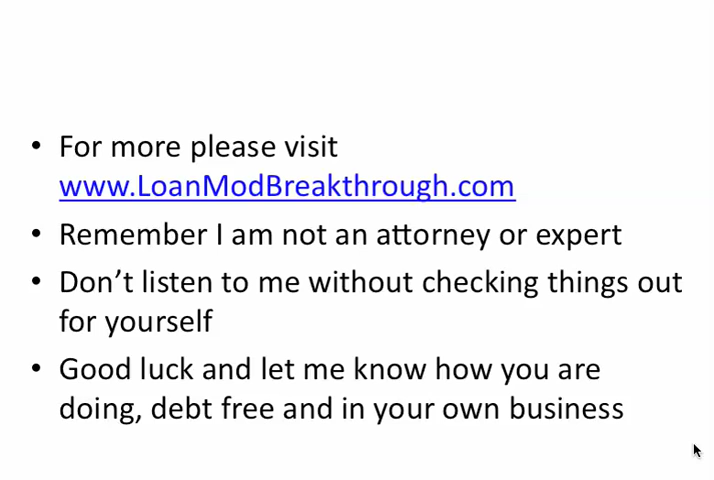 • For more please visit
www.LoanModBreakthrough.com
• Remember I am not an attorney or expert
• Don’t listen to me without checking things out
for yourself
• Good luck and let me know how you are
doing, debt free and in your own business